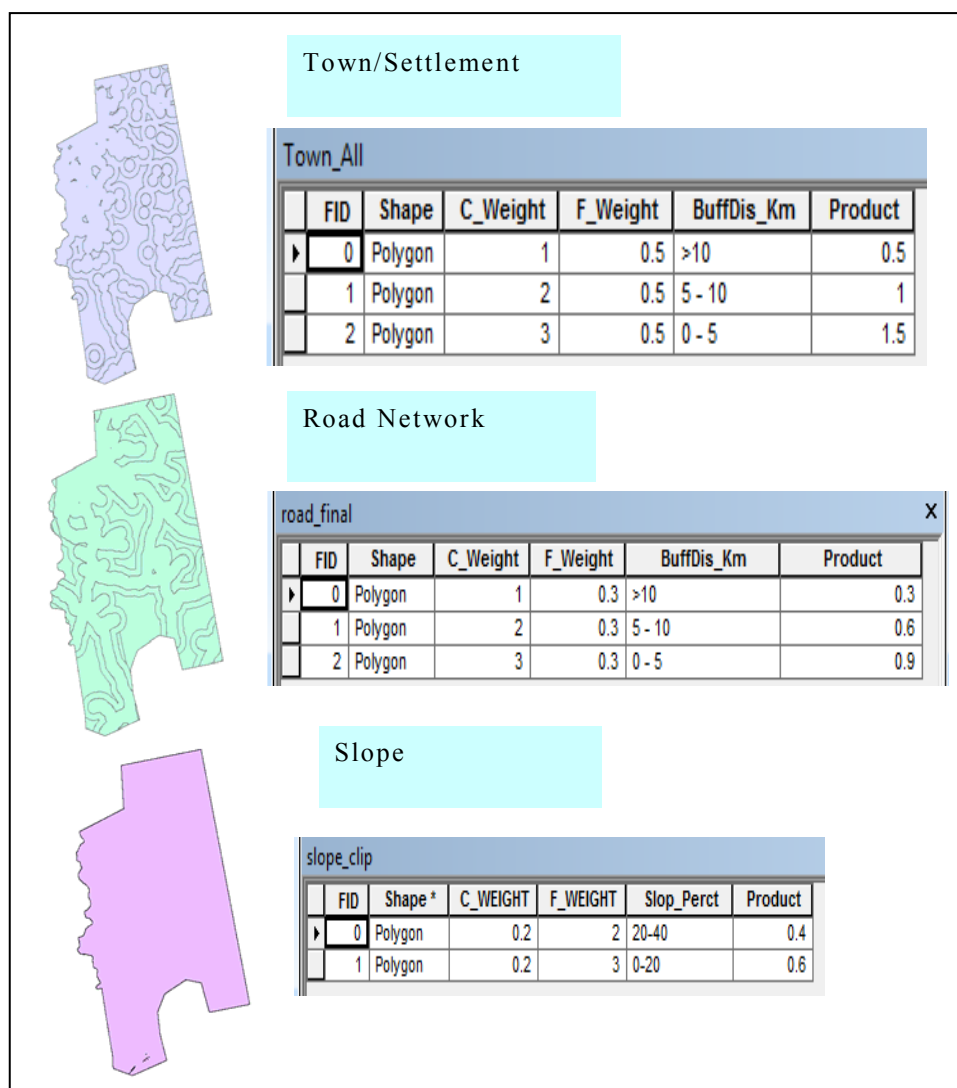 Town/Settlement
Town_All
FID Shape C_Weight F_Weight BuffDis_Km Product
0 Polygon 1 0.5 >10 0.5
1 Polygon 2 0.5 5 - 10 1
2 Polygon 3 0.5 0 - 5 1.5
Road Network
road_final x
FID Shape C_Weight F_Weight BuffDis_Km Product
0 Polygon 1 0.3 >10 0.3
1 Polygon 2 0.3 5 - 10 0.6
2 Polygon 3 0.3 0 - 5 0.9
Slope
slope_clip
FID Shape * C_WEIGHT F_WEIGHT Slop_Perct Product
0 Polygon 0.2 2 20-40 0.4
1 Polygon 0.2 3 0-20 0.6